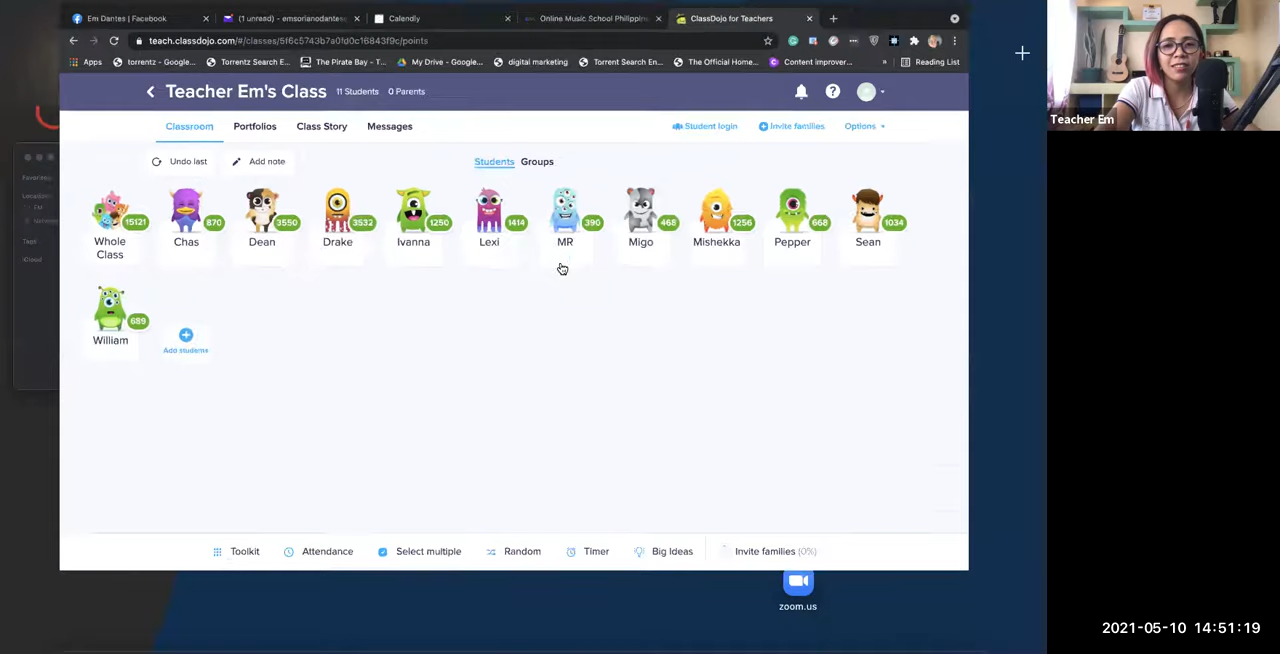 Em Dantes | Facebook
(1 unread) - emsorianodantes
Calendly
Online Music School Philippin
ClassDojo for Teachers
teach.classdojo.com/#/classes/5f6c5743b7a01d0c16843f9c/points
Apps
torrentz - Google...
Torrentz Search E...
The Pirate Bay - T...
My Drive - Google...
digital marketing
Torrent Search En...
The Official Home...
Content improver...
»
Reading List
Teacher Em's Class
11 Students
0 Parents
Classroom
Portfolios
Class Story
Messages
Student login
Invite families
Options
Undo last
Add note
Students
Groups
15121
Whole
Class
870
Chas
3550
Dean
3532
Drake
1250
Ivanna
1414
Lexi
390
MR
468
Migo
1256
Mishekka
668
Pepper
1034
Sean
689
William
Add students
Toolkit
Attendance
Select multiple
Random
Timer
Big Ideas
Invite families (0%)
Favorites
iCloud
Tags
zoom.us
Teacher Em
2021-05-10 14:51:19